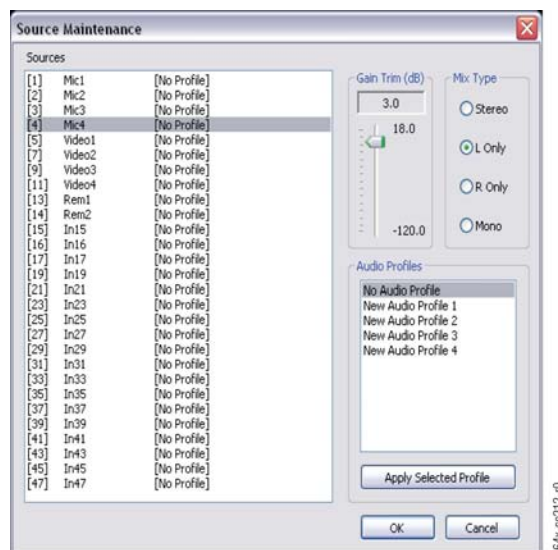 Source Maintenance
Sources
[1] Mic1 [No Profile]
[2] Mic2 [No Profile]
[3] Mic3 [No Profile]
[4] Mic4 [No Profile]
[5] Video1 [No Profile]
[7] Video2 [No Profile]
[9] Video3 [No Profile]
[11] Video4 [No Profile]
[13] Rem1 [No Profile]
[14] Rem2 [No Profile]
[15] In15 [No Profile]
[16] In16 [No Profile]
[17] In17 [No Profile]
[19] In19 [No Profile]
[21] In21 [No Profile]
[23] In23 [No Profile]
[25] In25 [No Profile]
[27] In27 [No Profile]
[29] In29 [No Profile]
[31] In31 [No Profile]
[33] In33 [No Profile]
[35] In35 [No Profile]
[37] In37 [No Profile]
[39] In39 [No Profile]
[41] In41 [No Profile]
[43] In43 [No Profile]
[45] In45 [No Profile]
[47] In47 [No Profile]
Gain Trim (dB)
3.0
18.0
-120.0
Mix Type
Stereo
L Only
R Only
Mono
Audio Profiles
No Audio Profile
New Audio Profile 1
New Audio Profile 2
New Audio Profile 3
New Audio Profile 4
Apply Selected Profile
OK
Cancel